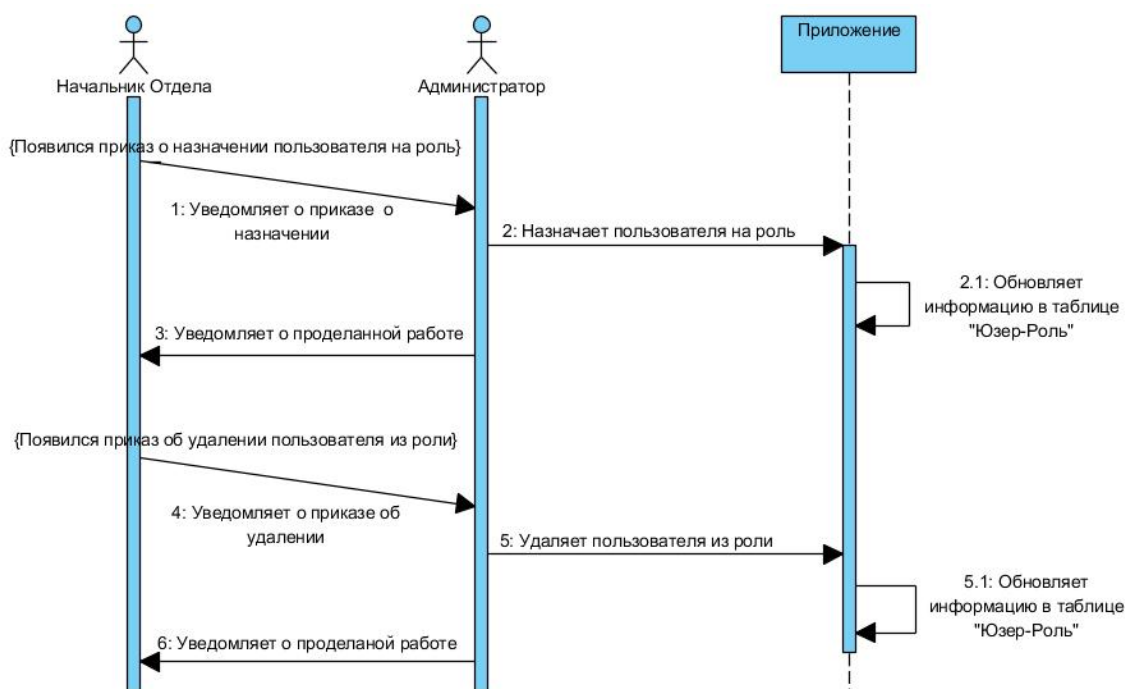 Приложение
Начальник Отдела
Администратор
{Появился приказ о назначении пользователя на роль}
1: Уведомляет о приказе о
назначении
2: Назначает пользователя на роль
2.1: Обновляет
информацию в таблице
"Юзер-Роль"
3: Уведомляет о проделанной работе
{Появился приказ об удалении пользователя из роли}
4: Уведомляет о приказе об
удалении
5: Удаляет пользователя из роли
5.1: Обновляет
информацию в таблице
"Юзер-Роль"
6: Уведомляет о проделаной работе